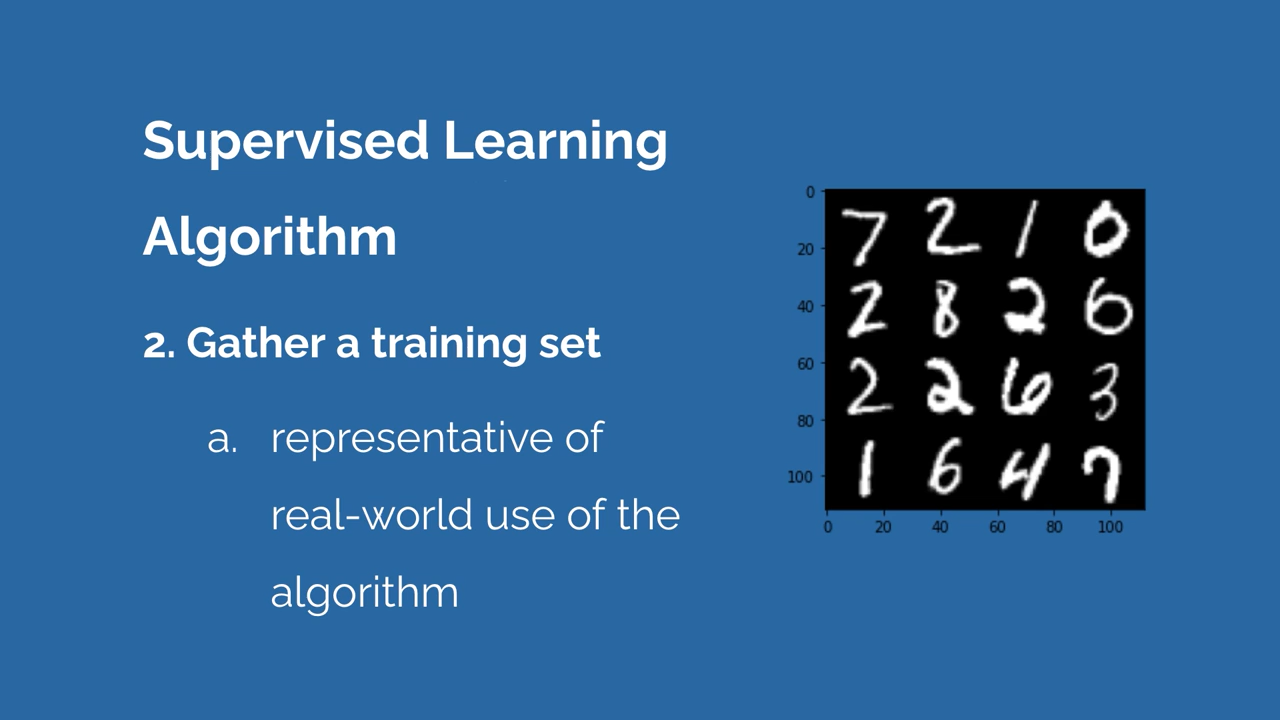 Supervised Learning
Algorithm
2. Gather a training set
a. representative of
real-world use of the
algorithm
0
20
40
60
80
100
7 2 1 0
2 8 2 6
2 2 6 3
1 6 4 7
0 20 40 60 80 100